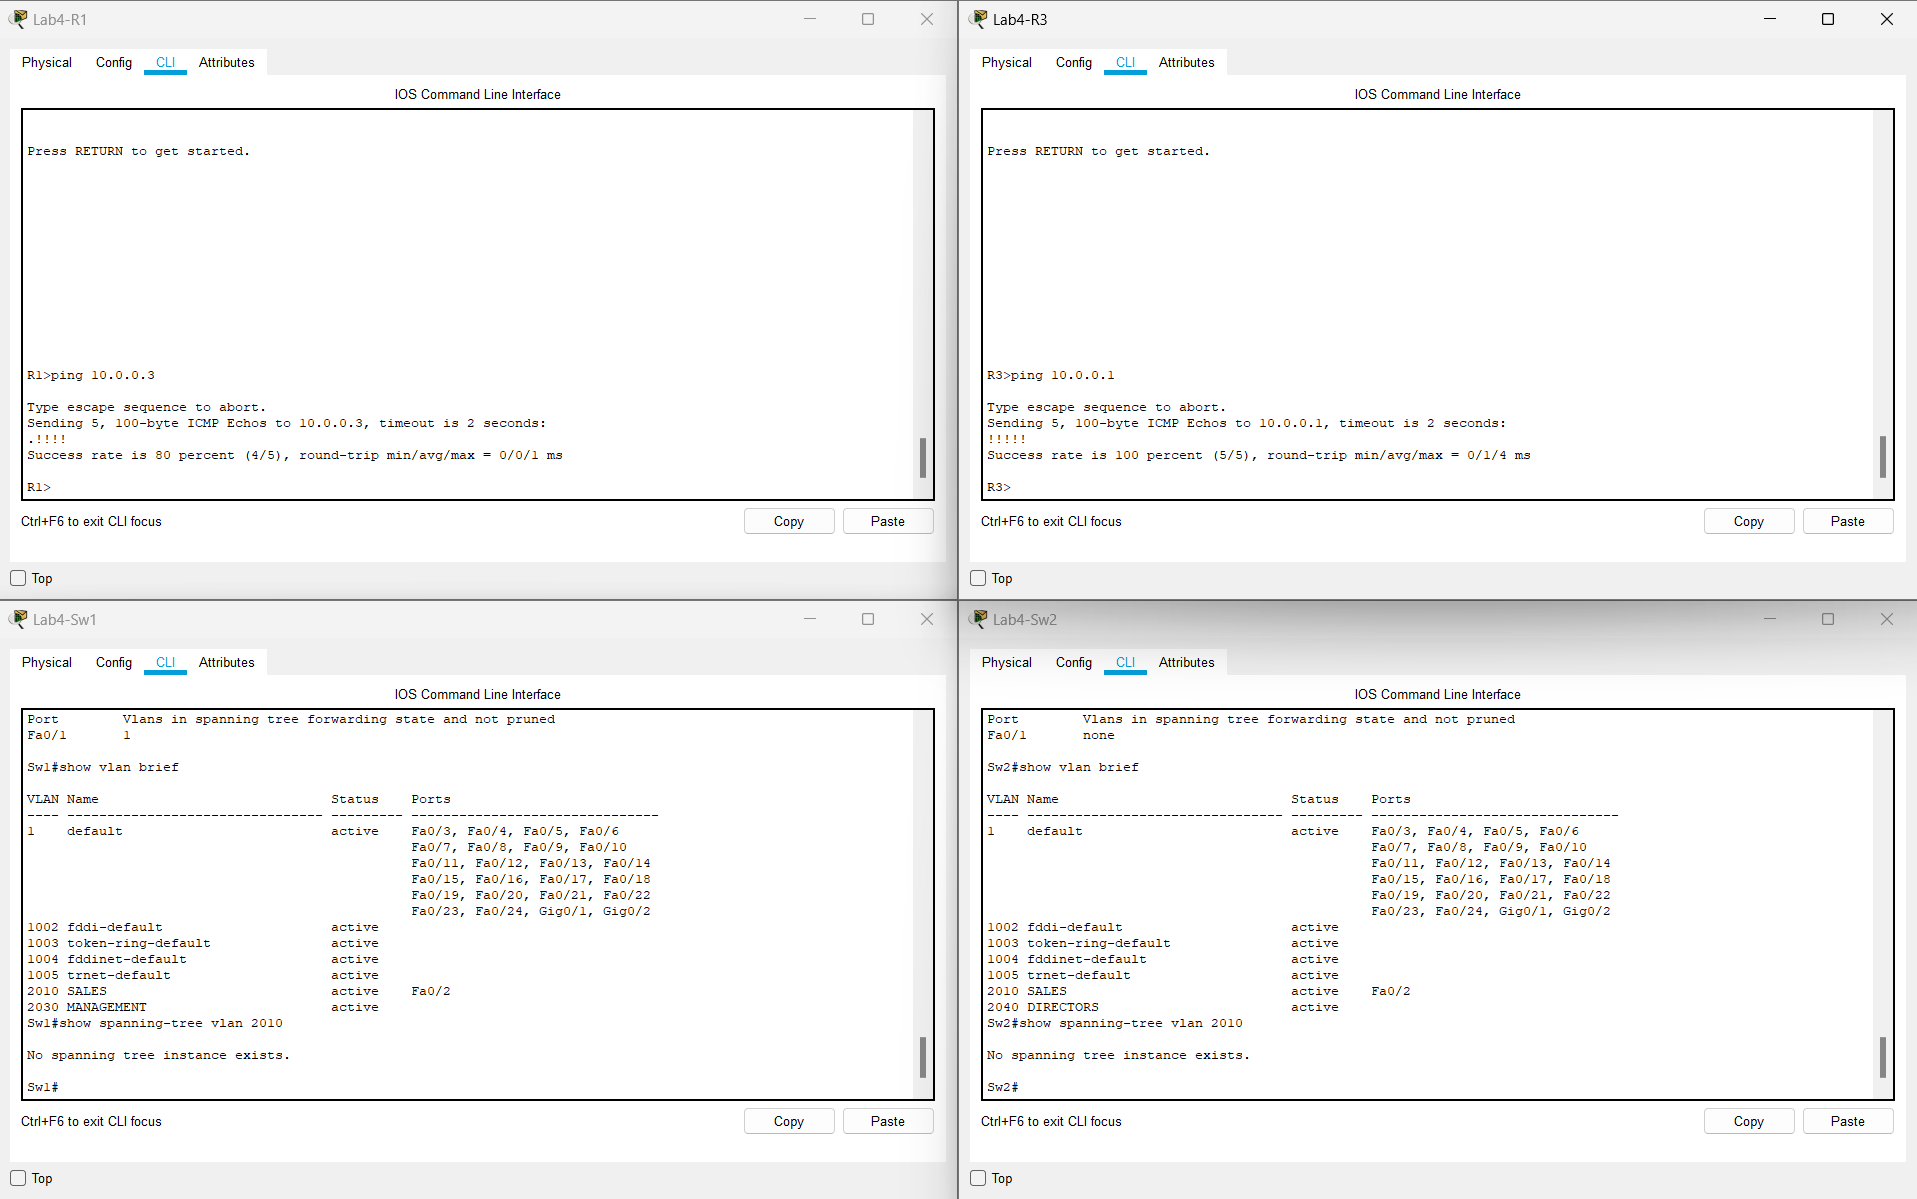 Lab4-R1
Physical Config CLI Attributes
IOS Command Line Interface
Press RETURN to get started.
R1>ping 10.0.0.3
Type escape sequence to abort.
Sending 5, 100-byte ICMP Echos to 10.0.0.3, timeout is 2 seconds:
.!!!!
Success rate is 80 percent (4/5), round-trip min/avg/max = 0/0/1 ms
R1>
Ctrl+F6 to exit CLI focus
Copy Paste
Top
Lab4-R3
Physical Config CLI Attributes
IOS Command Line Interface
Press RETURN to get started.
R3>ping 10.0.0.1
Type escape sequence to abort.
Sending 5, 100-byte ICMP Echos to 10.0.0.1, timeout is 2 seconds:
!!!!!
Success rate is 100 percent (5/5), round-trip min/avg/max = 0/1/4 ms
R3>
Ctrl+F6 to exit CLI focus
Copy Paste
Top
Lab4-Sw1
Physical Config CLI Attributes
IOS Command Line Interface
Port        Vlans in spanning tree forwarding state and not pruned
Fa0/1       1
Sw1#show vlan brief
VLAN Name                             Status    Ports
---- -------------------------------- --------- -------------------------------
1    default                          active    Fa0/3, Fa0/4, Fa0/5, Fa0/6
                                                Fa0/7, Fa0/8, Fa0/9, Fa0/10
                                                Fa0/11, Fa0/12, Fa0/13, Fa0/14
                                                Fa0/15, Fa0/16, Fa0/17, Fa0/18
                                                Fa0/19, Fa0/20, Fa0/21, Fa0/22
                                                Fa0/23, Fa0/24, Gig0/1, Gig0/2
1002 fddi-default                     active
1003 token-ring-default               active
1004 fddinet-default                  active
1005 trnet-default                    active
2010 SALES                            active    Fa0/2
2030 MANAGEMENT                       active
Sw1#show spanning-tree vlan 2010
No spanning tree instance exists.
Sw1#
Ctrl+F6 to exit CLI focus
Copy Paste
Top
Lab4-Sw2
Physical Config CLI Attributes
IOS Command Line Interface
Port        Vlans in spanning tree forwarding state and not pruned
Fa0/1       none
Sw2#show vlan brief
VLAN Name                             Status    Ports
---- -------------------------------- --------- -------------------------------
1    default                          active    Fa0/3, Fa0/4, Fa0/5, Fa0/6
                                                Fa0/7, Fa0/8, Fa0/9, Fa0/10
                                                Fa0/11, Fa0/12, Fa0/13, Fa0/14
                                                Fa0/15, Fa0/16, Fa0/17, Fa0/18
                                                Fa0/19, Fa0/20, Fa0/21, Fa0/22
                                                Fa0/23, Fa0/24, Gig0/1, Gig0/2
1002 fddi-default                     active
1003 token-ring-default               active
1004 fddinet-default                  active
1005 trnet-default                    active
2010 SALES                            active    Fa0/2
2040 DIRECTORS                        active
Sw2#show spanning-tree vlan 2010
No spanning tree instance exists.
Sw2#
Ctrl+F6 to exit CLI focus
Copy Paste
Top